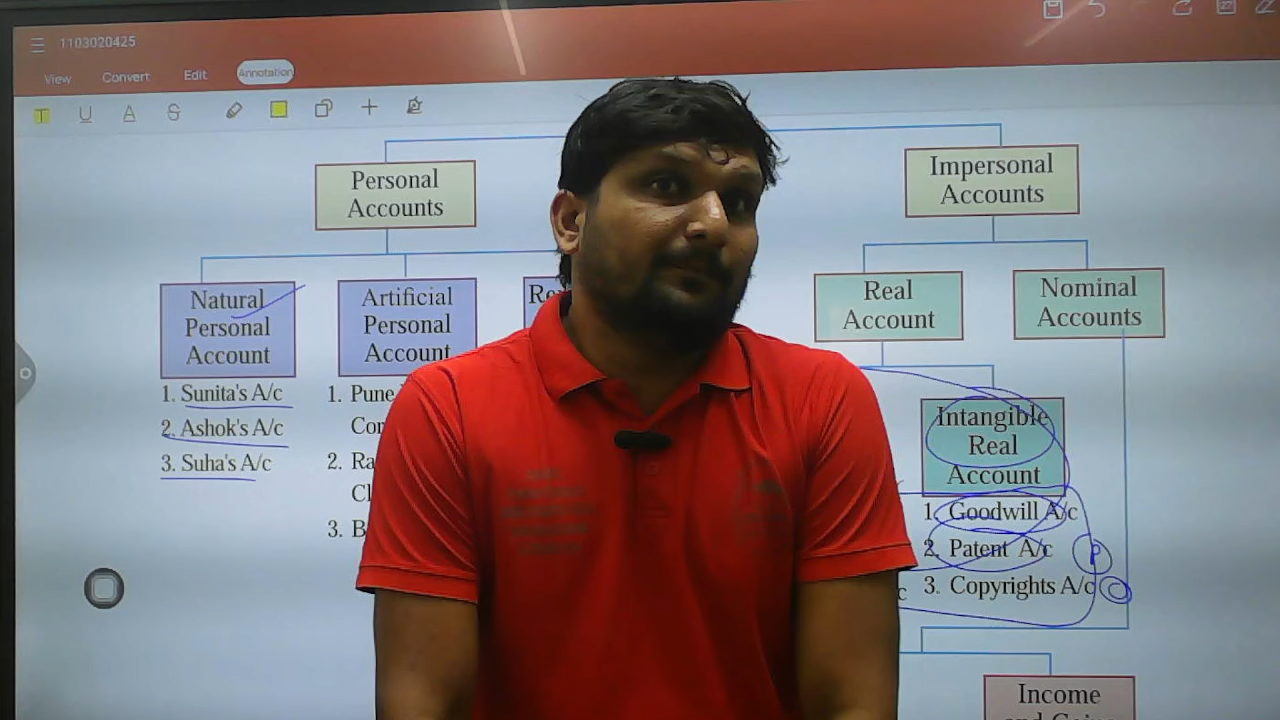 1103020425
View Convert Edit Annotation
T U A S
Personal
Accounts
Impersonal
Accounts
Natural
Personal
Account
Artificial
Personal
Account
Real
Account
Nominal
Accounts
1. Sunita's A/c
2. Ashok's A/c
3. Suha's A/c
1. Pune
2.
3.
Intangible
Real
Account
1. Goodwill A/c
2. Patent A/c P
3. Copyrights A/c ©
Income